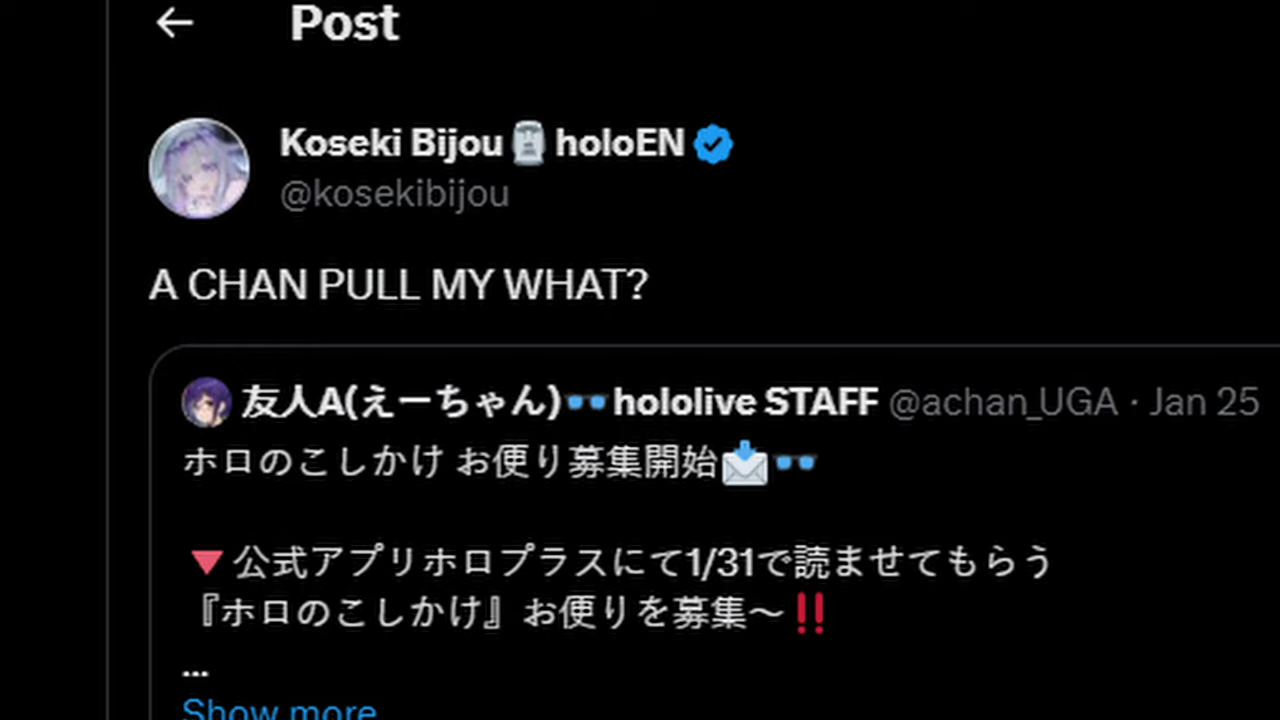 ← Post
Koseki Bijou🗿holoEN
@kosekibijou
A CHAN PULL MY WHAT?
友人A(えーちゃん)🕶hololive STAFF @achan_UGA · Jan 25
ホロのこしかけ お便り募集開始📩🕶
🔻公式アプリホロプラスにて1/31で読ませてもらう
『ホロのこしかけ』お便りを募集〜‼
...
Show more